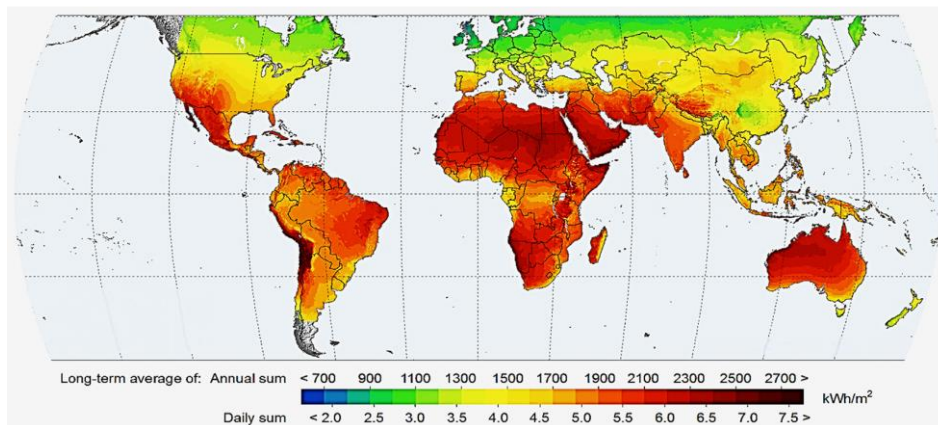 Long-term average of: Annual sum < 700 900 1100 1300 1500 1700 1900 2100 2300 2500 2700 >
Daily sum < 2.0 2.5 3.0 3.5 4.0 4.5 5.0 5.5 6.0 6.5 7.0 7.5 >
kWh/m²